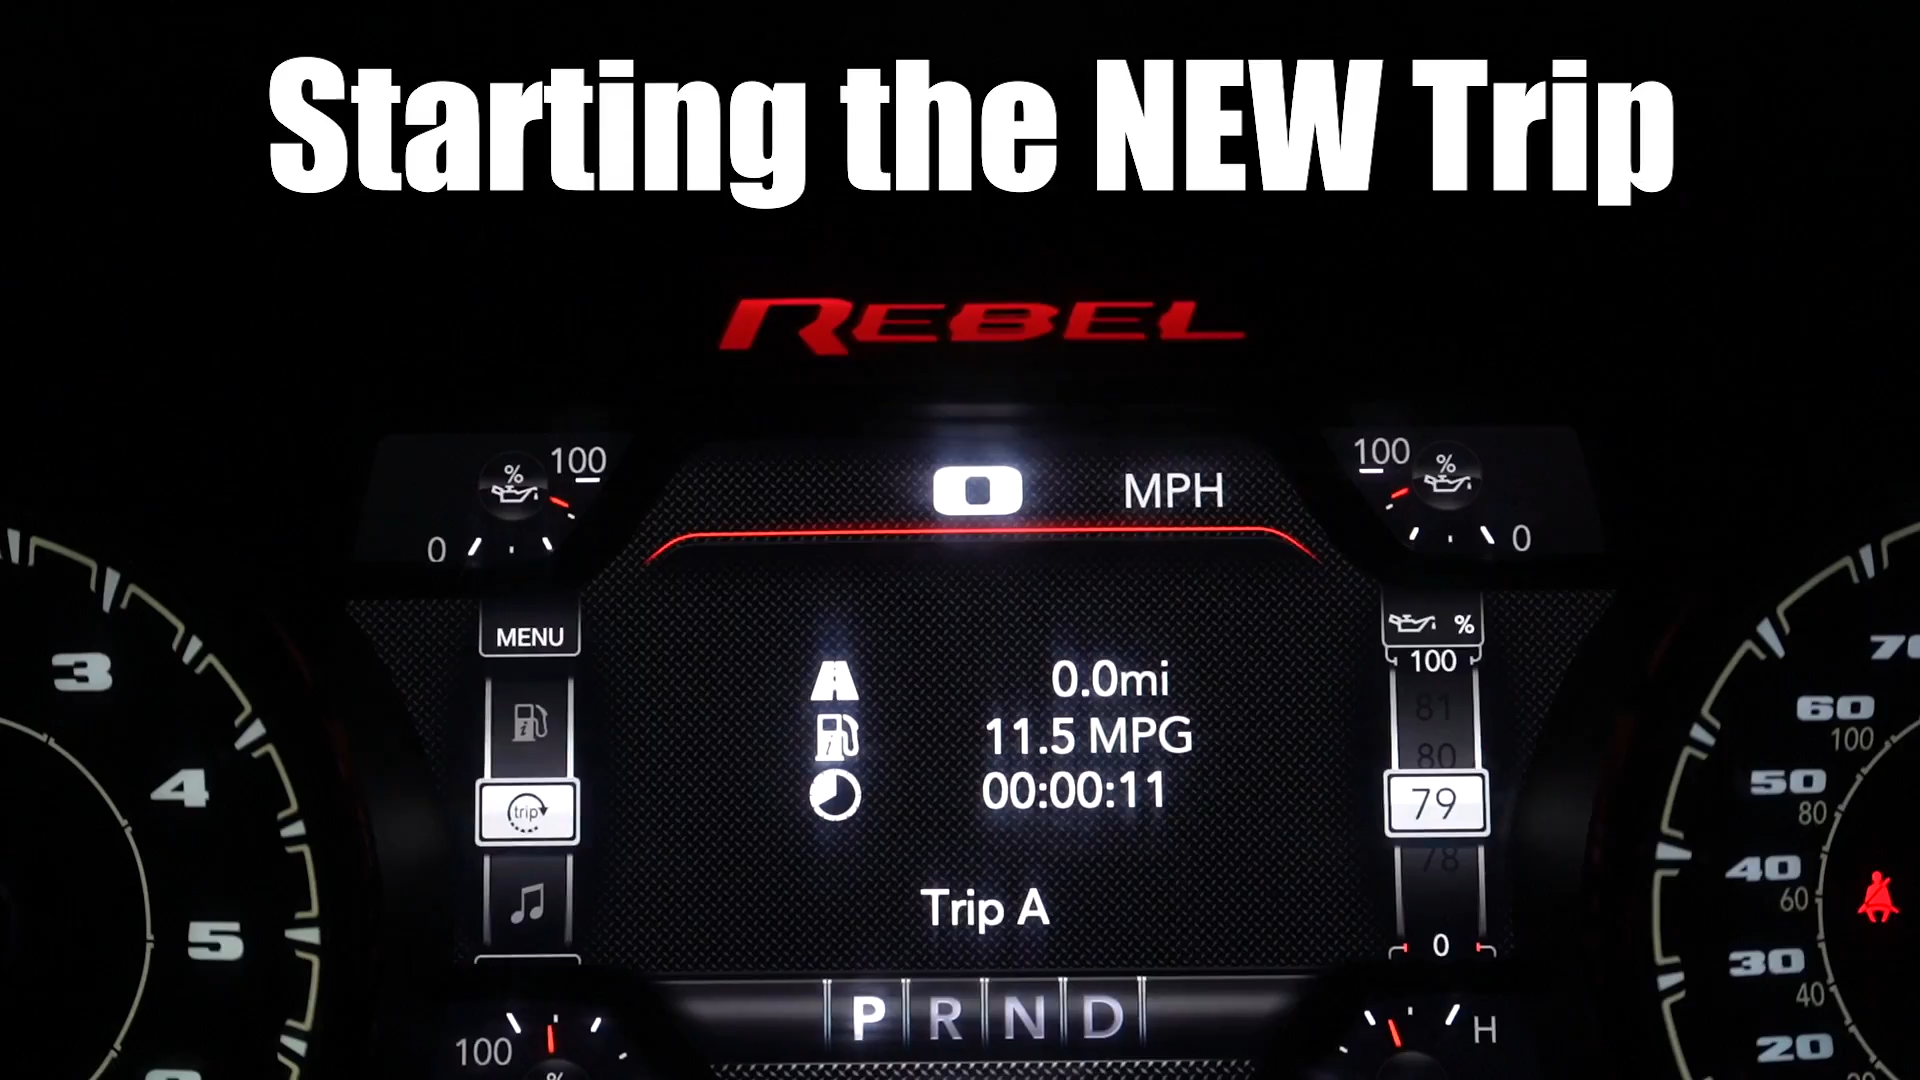 Starting the NEW Trip
REBEL
% 100
0
0 MPH
100 %
0
MENU
%
100
81
80
79
78
0
0.0mi
11.5 MPG
00:00:11
trip
Trip A
P R N D
3
4
5
100
%
H
70
60
100
50
80
40
60
30
40
20